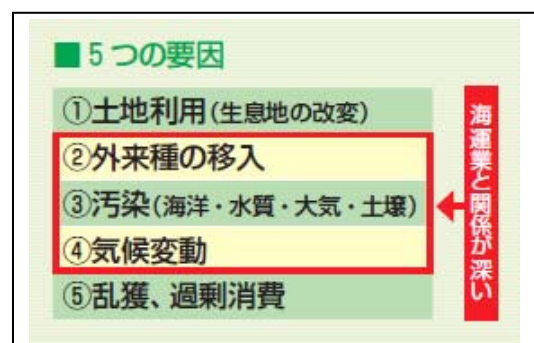 ■5つの要因
①土地利用(生息地の改変)
②外来種の移入
③汚染(海洋・水質・大気・土壌)
④気候変動
⑤乱獲、過剰消費
海運業と関係が深い